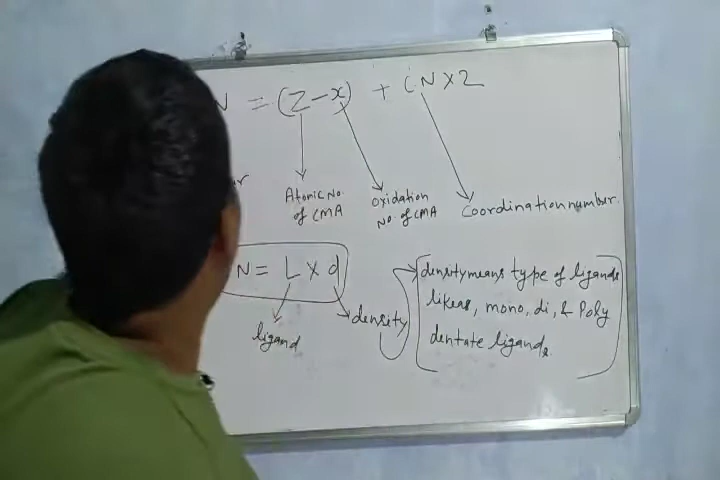 N = (Z-x) + CN×2
Atomic No. of CMA
Oxidation No. of CMA
Coordination number.
N = L × d
ligand
density
density means type of ligands
likeas, mono, di, & Poly
dentate ligands.